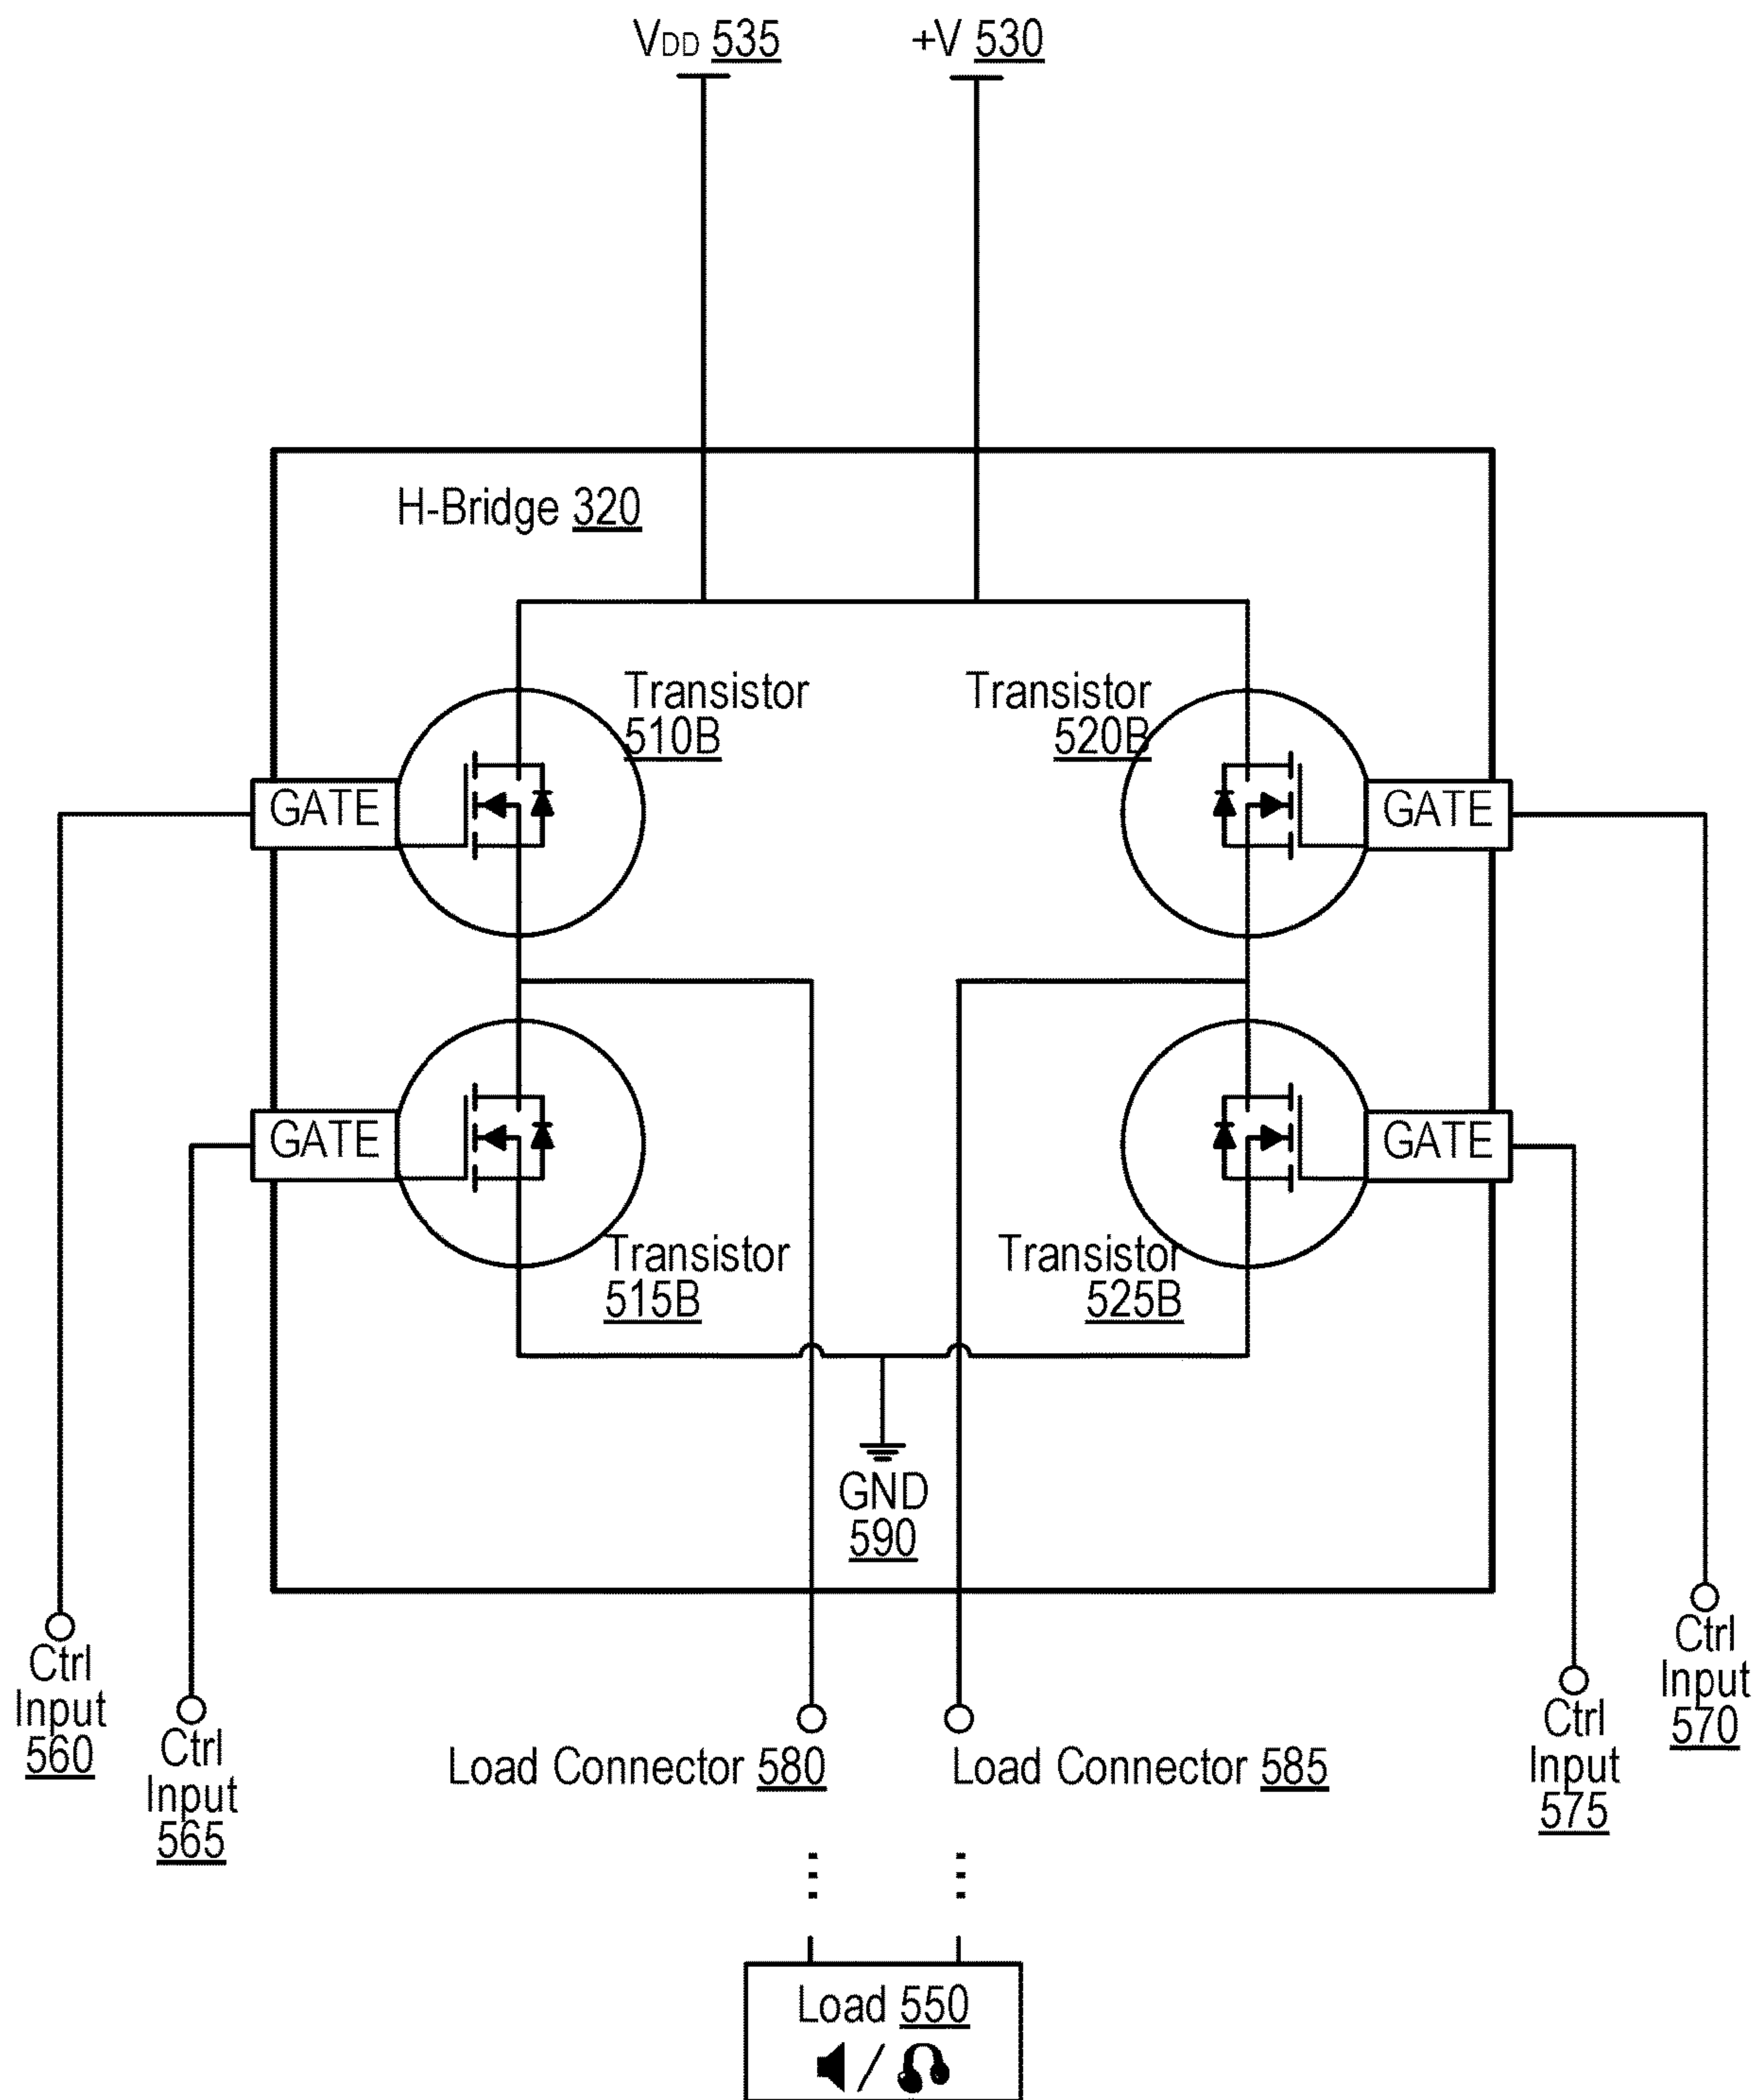 VDD 535
+V 530
H-Bridge 320
Transistor
510B
Transistor
520B
GATE
GATE
GATE
GATE
Transistor
515B
Transistor
525B
GND
590
Ctrl
Input
560
Ctrl
Input
565
Ctrl
Input
570
Ctrl
Input
575
Load Connector 580
Load Connector 585
Load 550